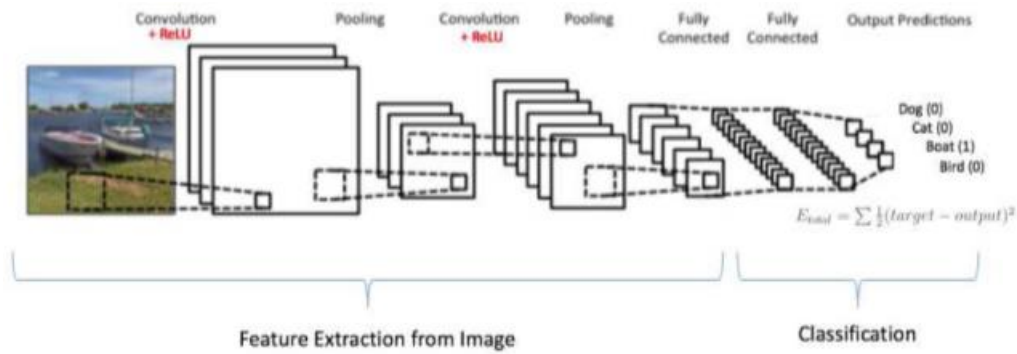 Convolution
+ ReLU
Pooling
Convolution
+ ReLU
Pooling
Fully
Connected
Fully
Connected
Output Predictions
Dog (0)
Cat (0)
Boat (1)
Bird (0)
E_total = ∑ ½(target − output)²
Feature Extraction from Image
Classification